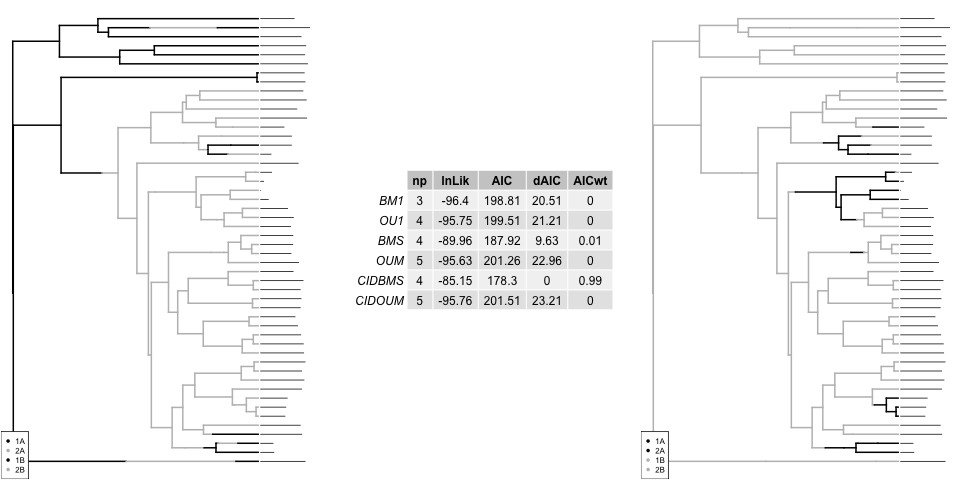 np lnLik AIC dAIC AICwt
BM1 3 -96.4 198.81 20.51 0
OU1 4 -95.75 199.51 21.21 0
BMS 4 -89.96 187.92 9.63 0.01
OUM 5 -95.63 201.26 22.96 0
CIDBMS 4 -85.15 178.3 0 0.99
CIDOUM 5 -95.76 201.51 23.21 0
1A
2A
1B
2B
1A
2A
1B
2B